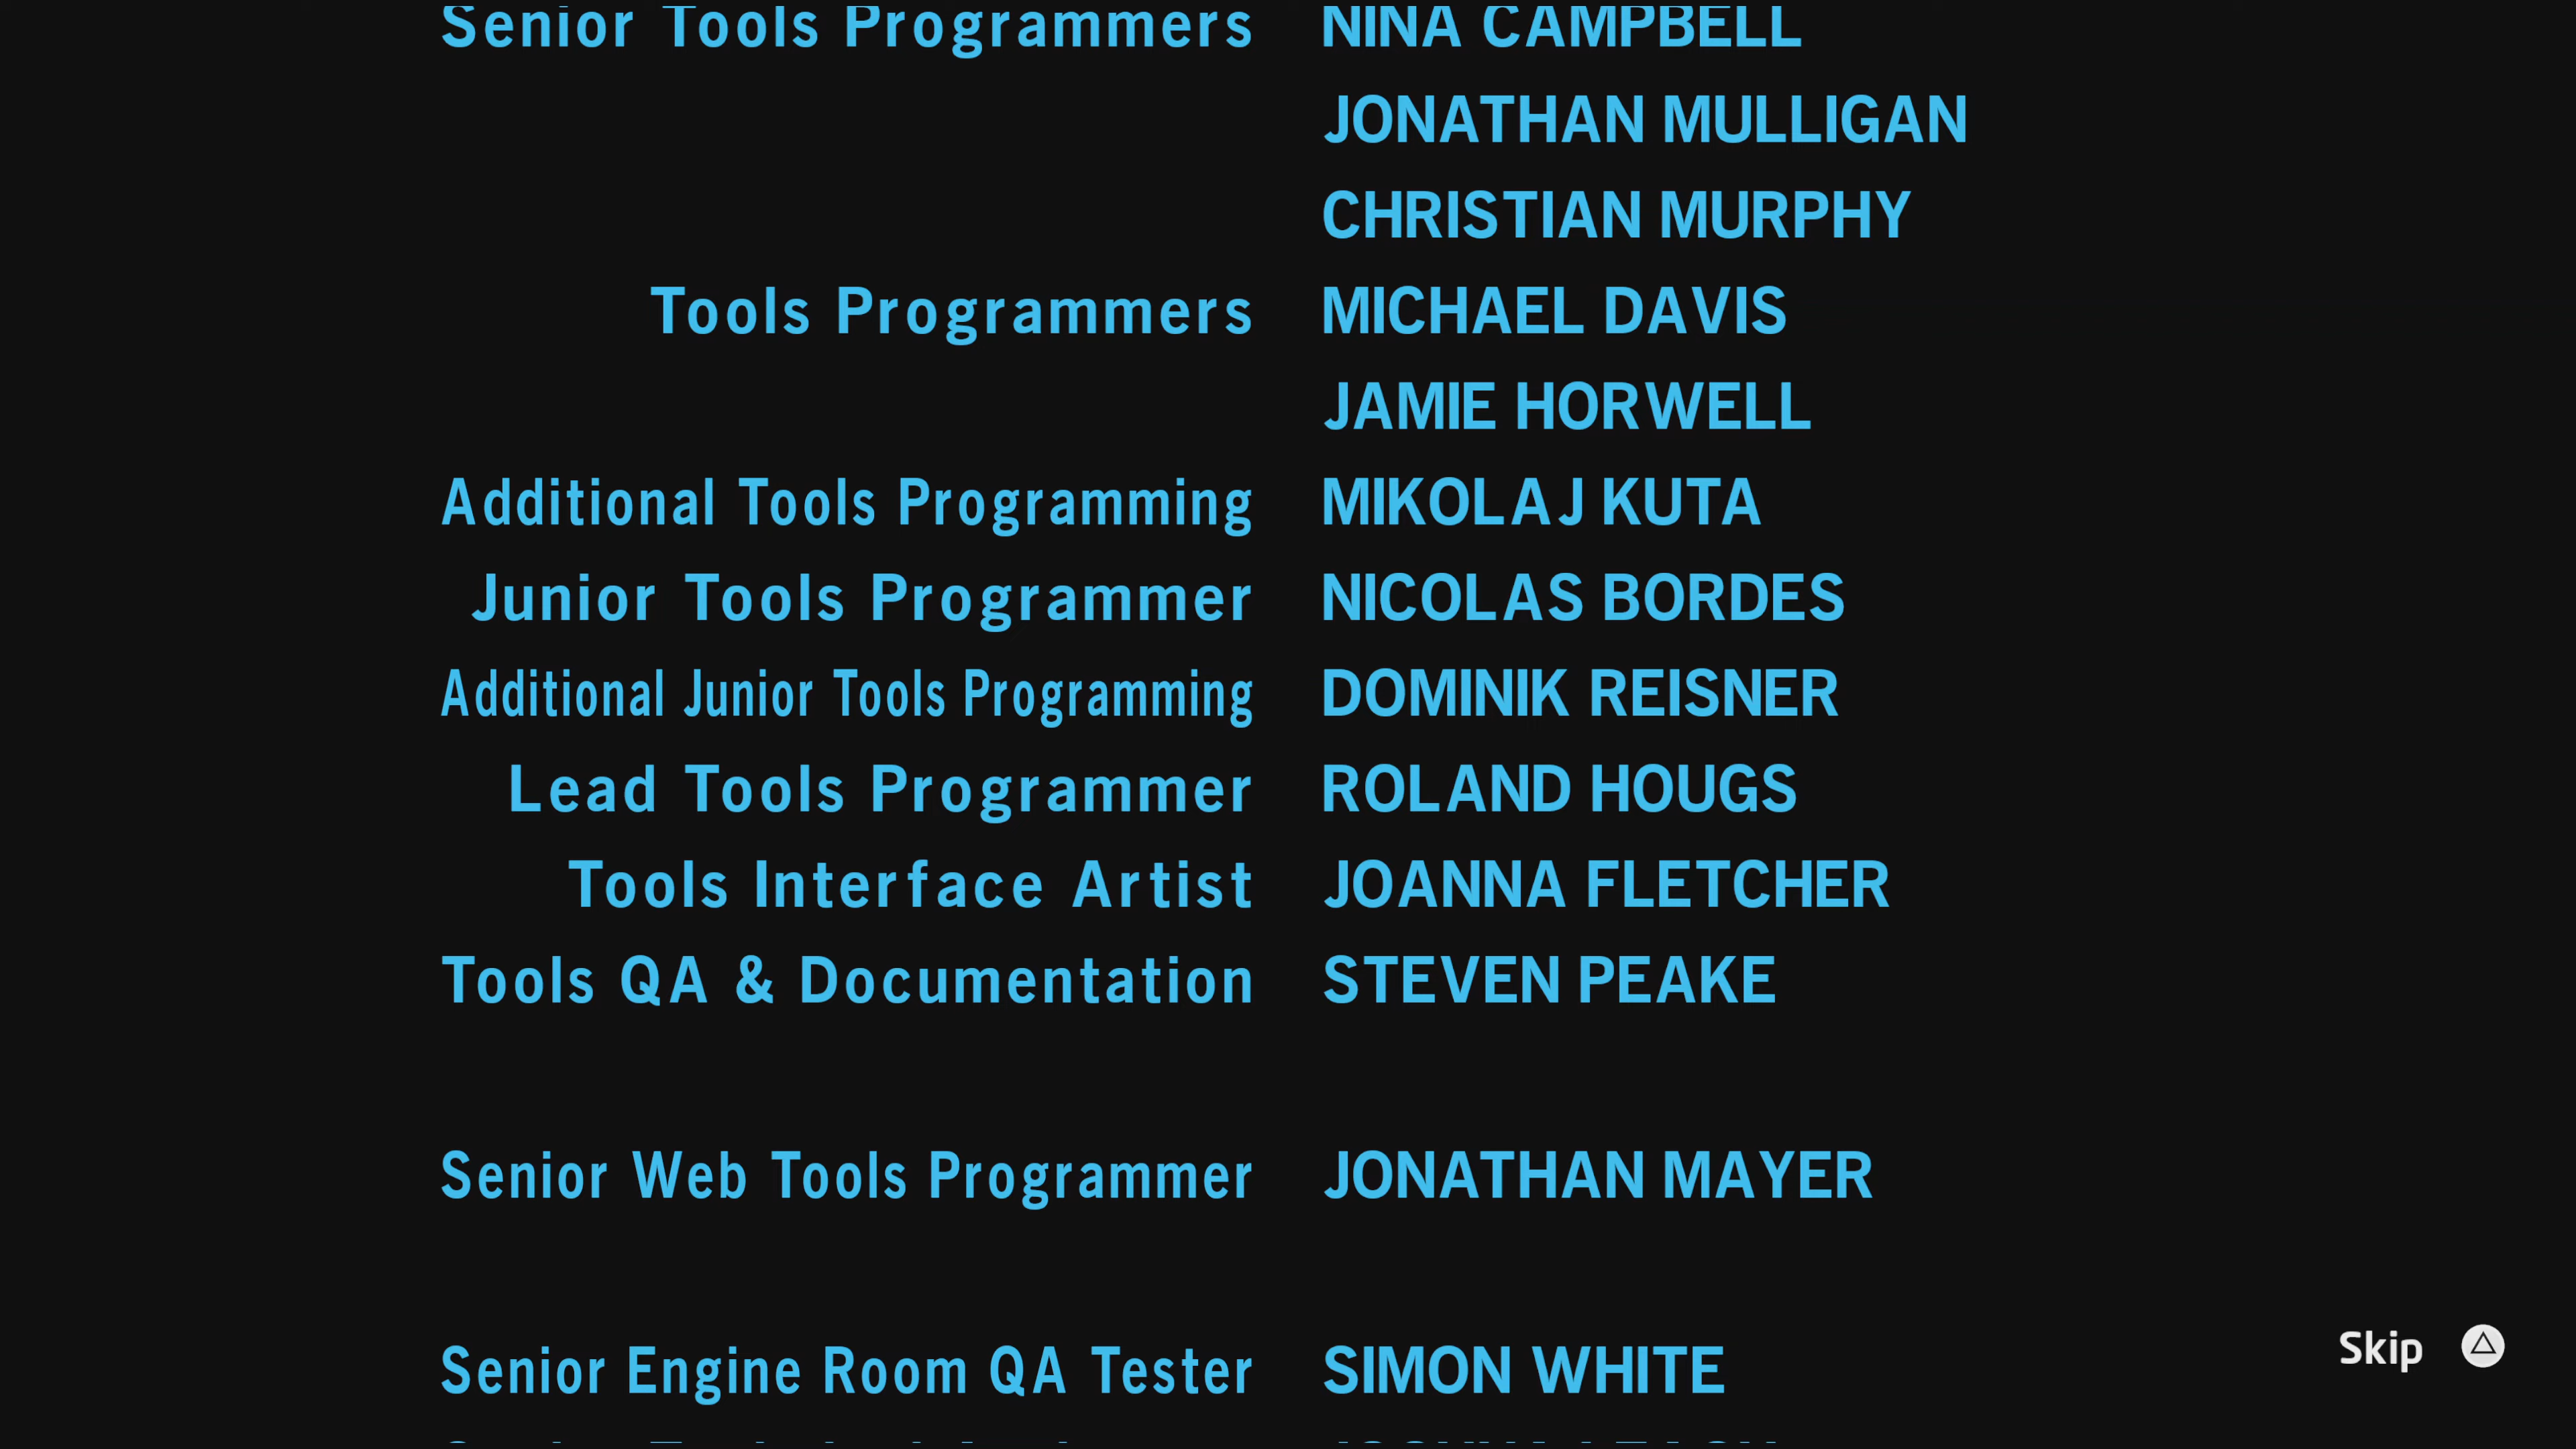 Senior Tools Programmers NINA CAMPBELL
JONATHAN MULLIGAN
CHRISTIAN MURPHY
Tools Programmers MICHAEL DAVIS
JAMIE HORWELL
Additional Tools Programming MIKOLAJ KUTA
Junior Tools Programmer NICOLAS BORDES
Additional Junior Tools Programming DOMINIK REISNER
Lead Tools Programmer ROLAND HOUGS
Tools Interface Artist JOANNA FLETCHER
Tools QA & Documentation STEVEN PEAKE
Senior Web Tools Programmer JONATHAN MAYER
Skip
Senior Engine Room QA Tester SIMON WHITE